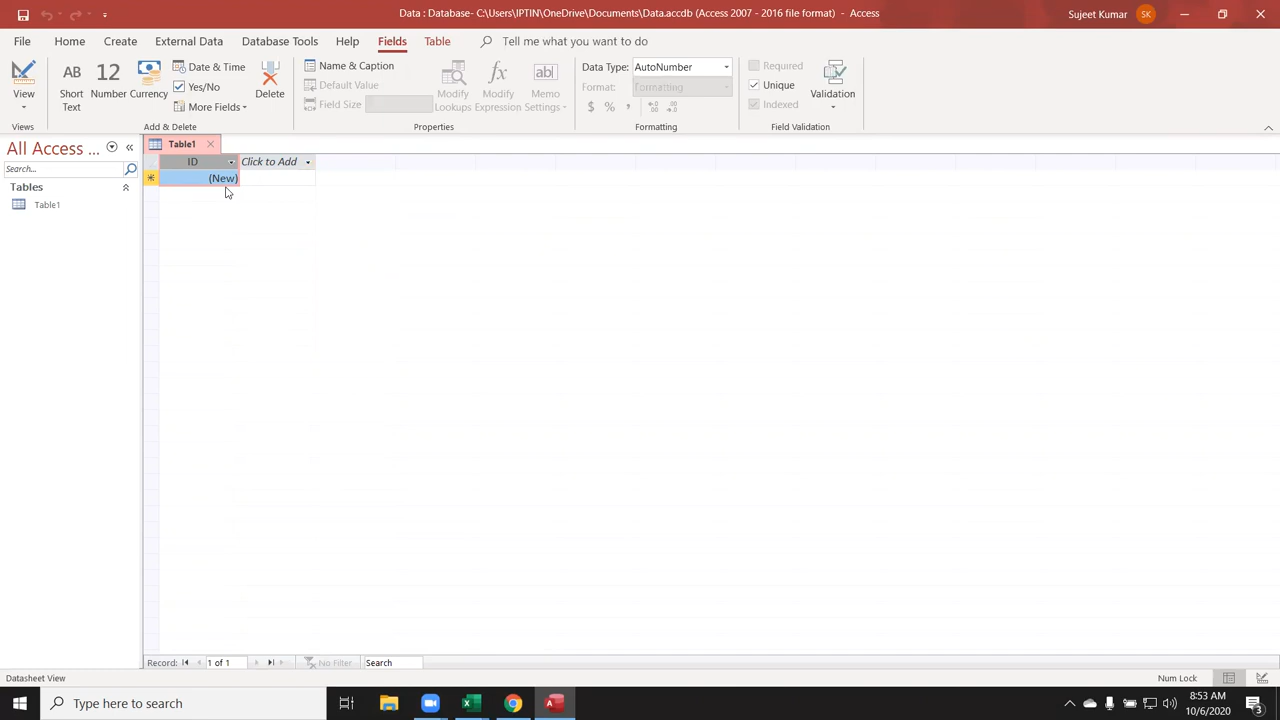 Data : Database- C:\Users\IPTIN\OneDrive\Documents\Data.accdb (Access 2007 - 2016 file format) - Access
Sujeet Kumar
SK
File
Home
Create
External Data
Database Tools
Help
Fields
Table
Tell me what you want to do
View
Views
AB
Short Text
12
Number
Currency
Date & Time
Yes/No
More Fields
Delete
Add & Delete
Name & Caption
Default Value
Field Size
Modify Lookups
fx
Modify Expression
ab
Memo Settings
Properties
Data Type: AutoNumber
Format: Formatting
$ %
Formatting
Required
Unique
Indexed
Validation
Field Validation
All Access ...
Search...
Tables
Table1
Table1
ID
Click to Add
(New)
Record:
1 of 1
No Filter
Search
Datasheet View
Num Lock
Type here to search
8:53 AM
10/6/2020
3